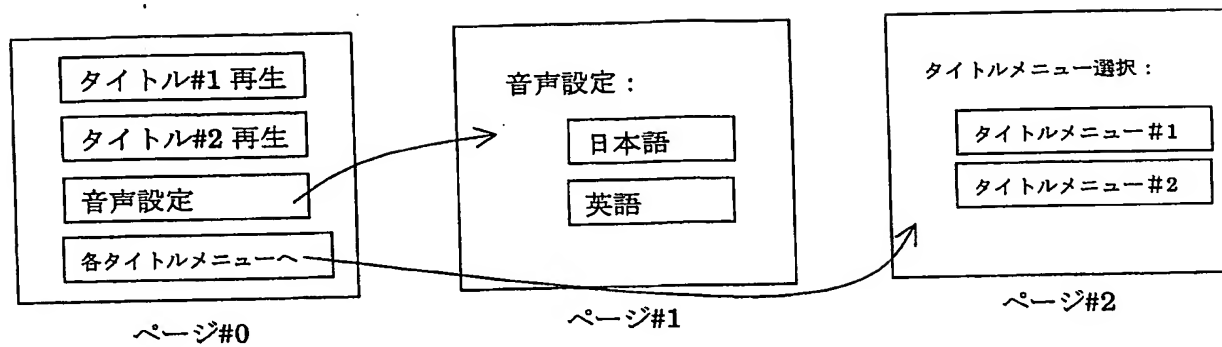 タイトル#1 再生
タイトル#2 再生
音声設定
各タイトルメニューへ
ページ#0
音声設定：
日本語
英語
ページ#1
タイトルメニュー選択：
タイトルメニュー#1
タイトルメニュー#2
ページ#2